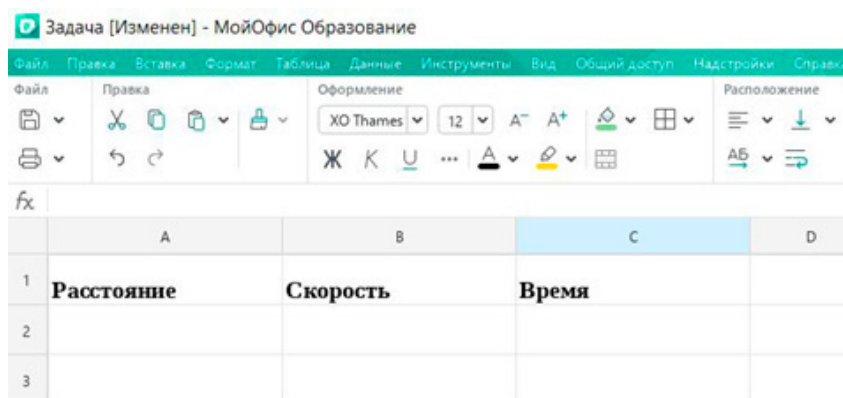 Задача [Изменен] - МойОфис Образование
Файл Правка Вставка Формат Таблица Данные Инструменты Вид Общий доступ Надстройки Справка
Файл Правка Оформление Расположение
XO Thames 12 A⁻ A⁺
Ж К Ч ... А АБ
fx
A B C D
1 Расстояние Скорость Время
2
3